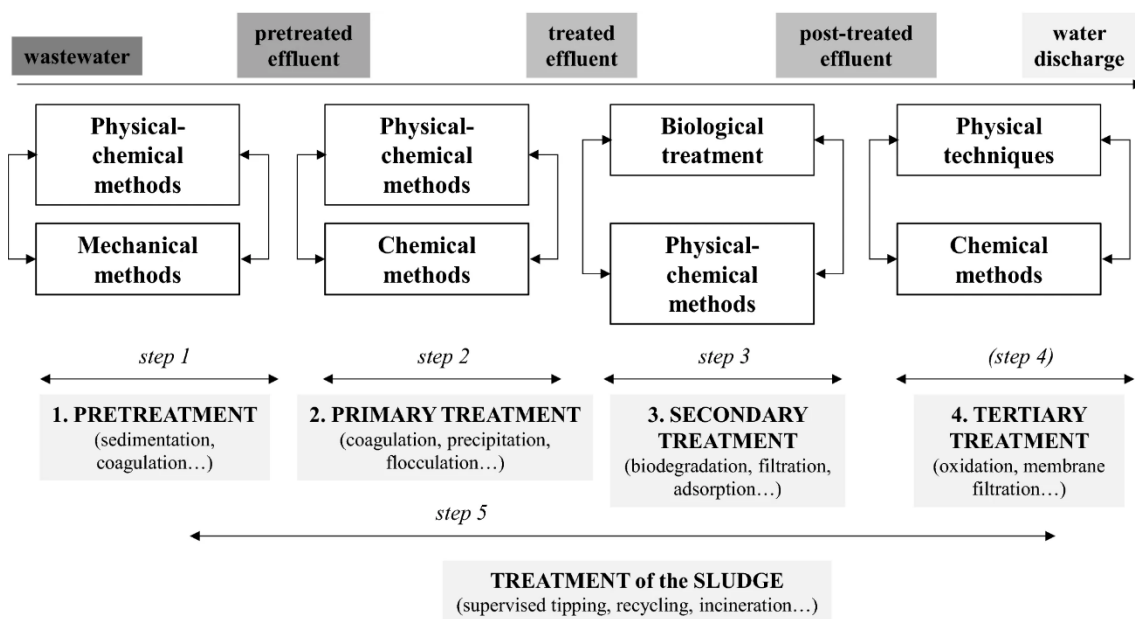 wastewater
pretreated
effluent
treated
effluent
post-treated
effluent
water
discharge
Physical-
chemical
methods
Mechanical
methods
Physical-
chemical
methods
Chemical
methods
Biological
treatment
Physical-
chemical
methods
Physical
techniques
Chemical
methods
step 1
step 2
step 3
(step 4)
1. PRETREATMENT
(sedimentation,
coagulation…)
2. PRIMARY TREATMENT
(coagulation, precipitation,
flocculation…)
3. SECONDARY
TREATMENT
(biodegradation, filtration,
adsorption…)
4. TERTIARY
TREATMENT
(oxidation, membrane
filtration…)
step 5
TREATMENT of the SLUDGE
(supervised tipping, recycling, incineration…)